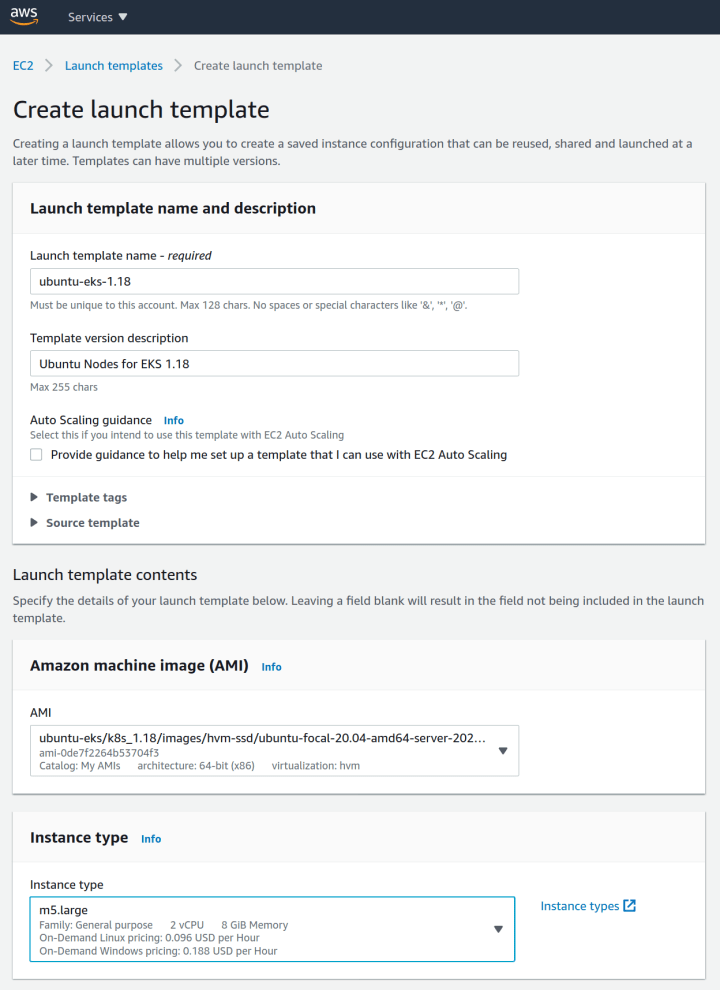 aws
Services
EC2 > Launch templates > Create launch template
Create launch template
Creating a launch template allows you to create a saved instance configuration that can be reused, shared and launched at a
later time. Templates can have multiple versions.
Launch template name and description
Launch template name - required
ubuntu-eks-1.18
Must be unique to this account. Max 128 chars. No spaces or special characters like '&', '*', '@'.
Template version description
Ubuntu Nodes for EKS 1.18
Max 255 chars
Auto Scaling guidance Info
Select this if you intend to use this template with EC2 Auto Scaling
Provide guidance to help me set up a template that I can use with EC2 Auto Scaling
Template tags
Source template
Launch template contents
Specify the details of your launch template below. Leaving a field blank will result in the field not being included in the launch
template.
Amazon machine image (AMI) Info
AMI
ubuntu-eks/k8s_1.18/images/hvm-ssd/ubuntu-focal-20.04-amd64-server-202...
ami-0de7f2264b53704f3
Catalog: My AMIs architecture: 64-bit (x86) virtualization: hvm
Instance type Info
Instance type
m5.large
Family: General purpose 2 vCPU 8 GiB Memory
On-Demand Linux pricing: 0.096 USD per Hour
On-Demand Windows pricing: 0.188 USD per Hour
Instance types